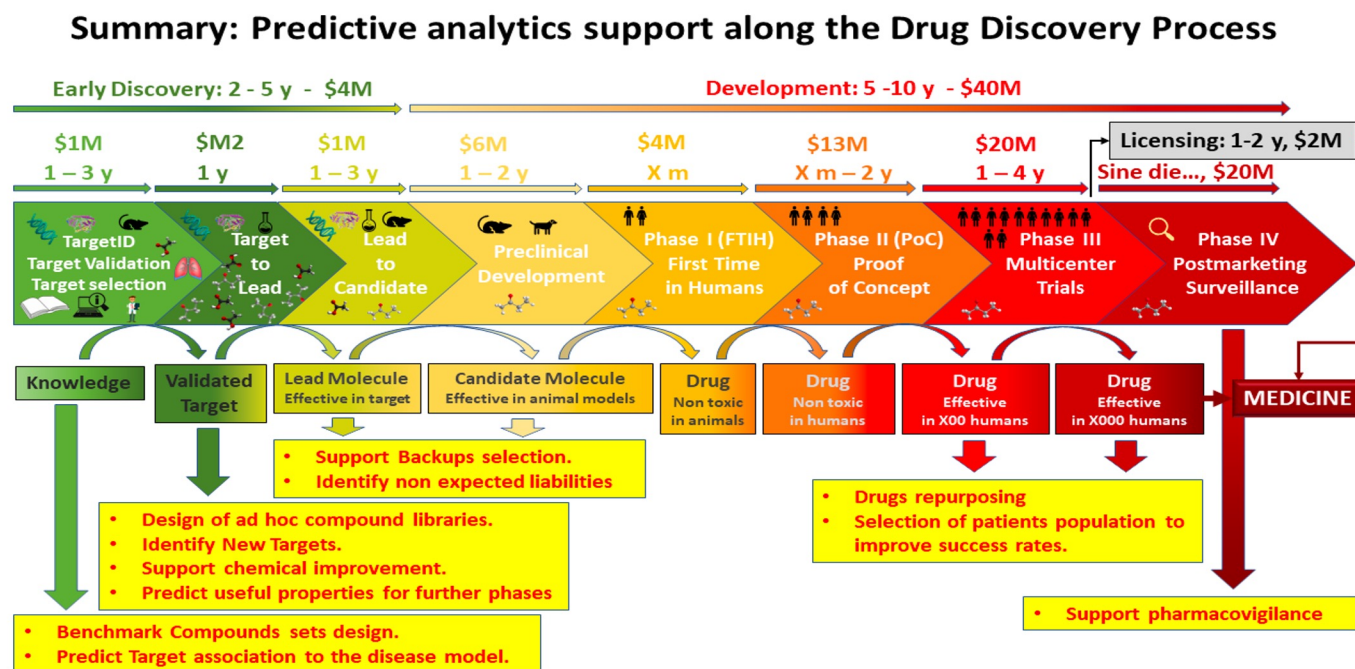 Summary: Predictive analytics support along the Drug Discovery Process
Early Discovery: 2 - 5 y - $4M
Development: 5 -10 y - $40M
$1M
1 – 3 y
$M2
1 y
$1M
1 – 3 y
$6M
1 – 2 y
$4M
X m
$13M
X m – 2 y
$20M
1 – 4 y
Licensing: 1-2 y, $2M
Sine die…, $20M
TargetID
Target Validation
Target selection
Target
to
Lead
Lead
to
Candidate
Preclinical
Development
Phase I (FTIH)
First Time
in Humans
Phase II (PoC)
Proof
of Concept
Phase III
Multicenter
Trials
Phase IV
Postmarketing
Surveillance
Knowledge
Validated
Target
Lead Molecule
Effective in target
Candidate Molecule
Effective in animal models
Drug
Non toxic
in animals
Drug
Non toxic
in humans
Drug
Effective
in X00 humans
Drug
Effective
in X000 humans
MEDICINE
• Support Backups selection.
• Identify non expected liabilities
• Design of ad hoc compound libraries.
• Identify New Targets.
• Support chemical improvement.
• Predict useful properties for further phases
• Drugs repurposing
• Selection of patients population to
improve success rates.
• Support pharmacovigilance
• Benchmark Compounds sets design.
• Predict Target association to the disease model.